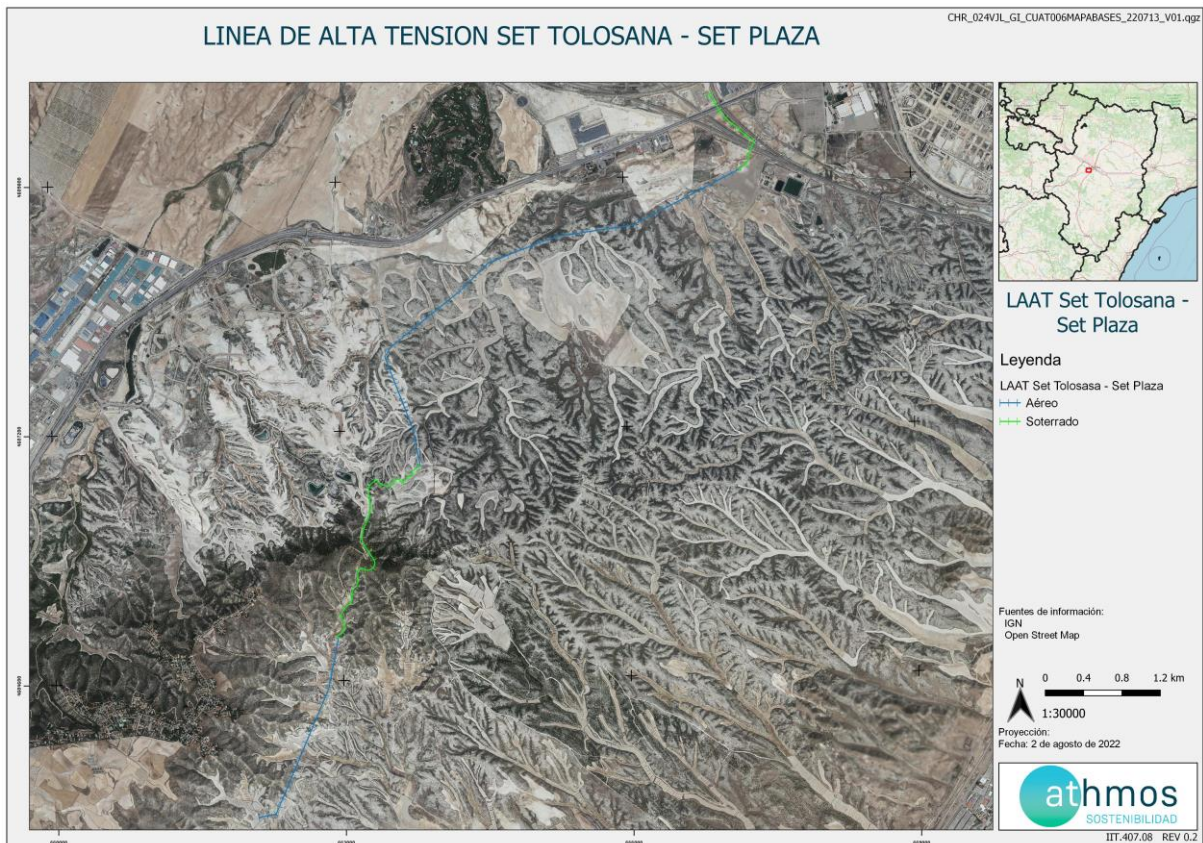 CHR_024VJL_GI_CUAT006MAPABASES_220713_V01.qgz
LINEA DE ALTA TENSION SET TOLOSANA - SET PLAZA
LAAT Set Tolosana -
Set Plaza
Leyenda
LAAT Set Tolosasa - Set Plaza
Aéreo
Soterrado
Fuentes de información:
IGN
Open Street Map
N
0 0.4 0.8 1.2 km
1:30000
Proyección:
Fecha: 2 de agosto de 2022
athmos
SOSTENIBILIDAD
IIT.407.08 REV 0.2